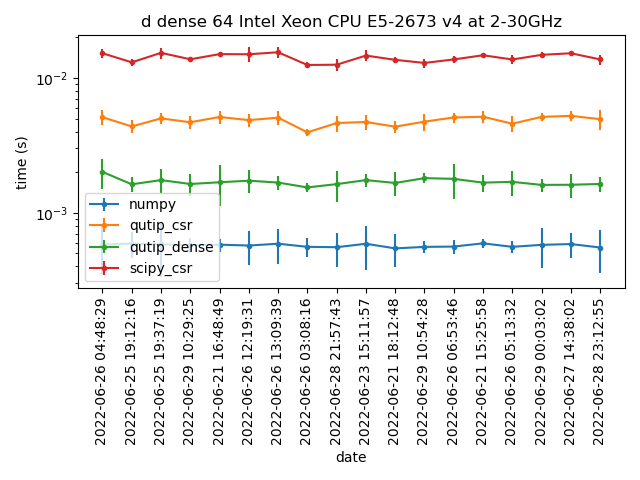 d dense 64 Intel Xeon CPU E5-2673 v4 at 2-30GHz
time (s)
10⁻²
10⁻³
numpy
qutip_csr
qutip_dense
scipy_csr
2022-06-26 04:48:29
2022-06-25 19:12:16
2022-06-25 19:37:19
2022-06-29 10:29:25
2022-06-21 16:48:49
2022-06-26 12:19:31
2022-06-26 13:09:39
2022-06-26 03:08:16
2022-06-28 21:57:43
2022-06-23 15:11:57
2022-06-21 18:12:48
2022-06-29 10:54:28
2022-06-26 06:53:46
2022-06-21 15:25:58
2022-06-26 05:13:32
2022-06-29 00:03:02
2022-06-27 14:38:02
2022-06-28 23:12:55
date